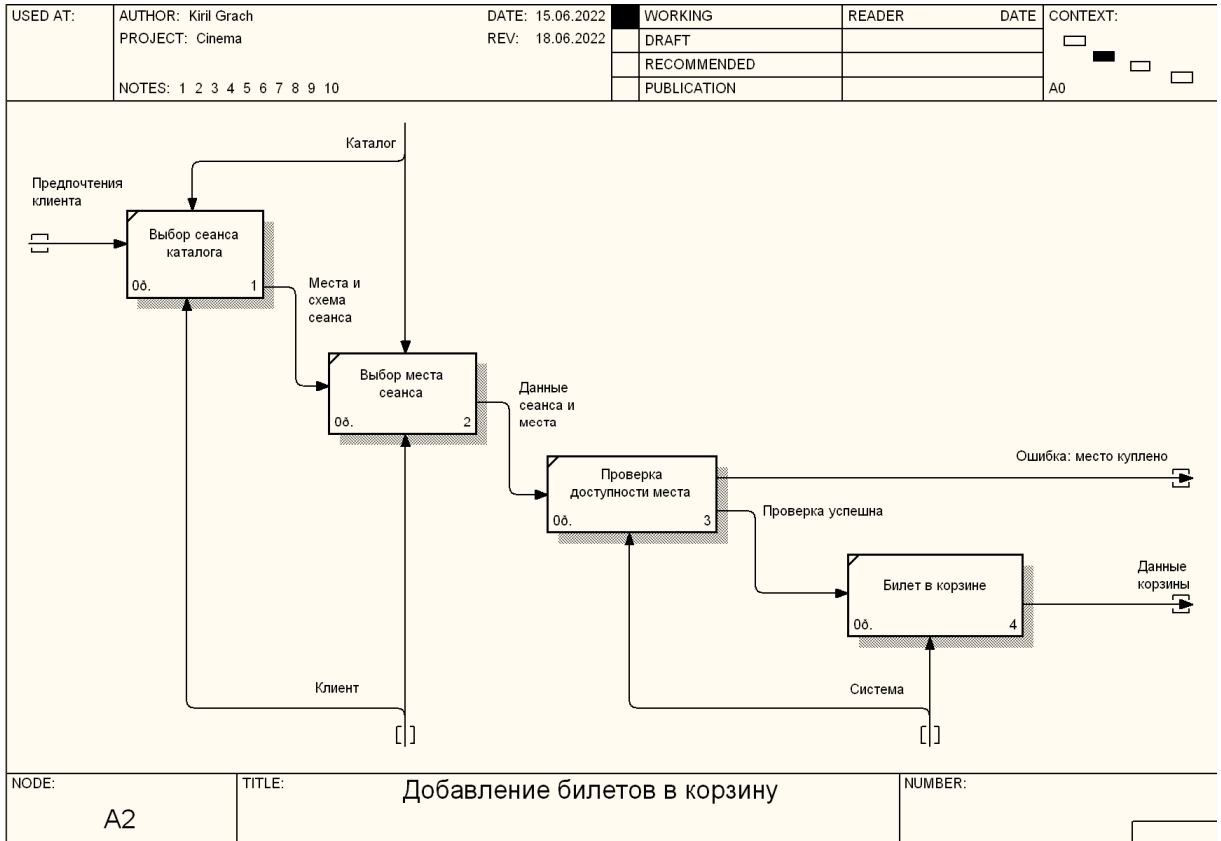 USED AT:
AUTHOR: Kiril Grach
DATE: 15.06.2022
WORKING
READER
DATE
CONTEXT:
PROJECT: Cinema
REV: 18.06.2022
DRAFT
RECOMMENDED
NOTES: 1 2 3 4 5 6 7 8 9 10
PUBLICATION
A0
Каталог
Предпочтения
клиента
Выбор сеанса
каталога
0ð.
1
Места и
схема
сеанса
Выбор места
сеанса
0ð.
2
Данные
сеанса и
места
Проверка
доступности места
0ð.
3
Ошибка: место куплено
Проверка успешна
Билет в корзине
0ð.
4
Данные
корзины
Клиент
Система
NODE:
A2
TITLE:
Добавление билетов в корзину
NUMBER: